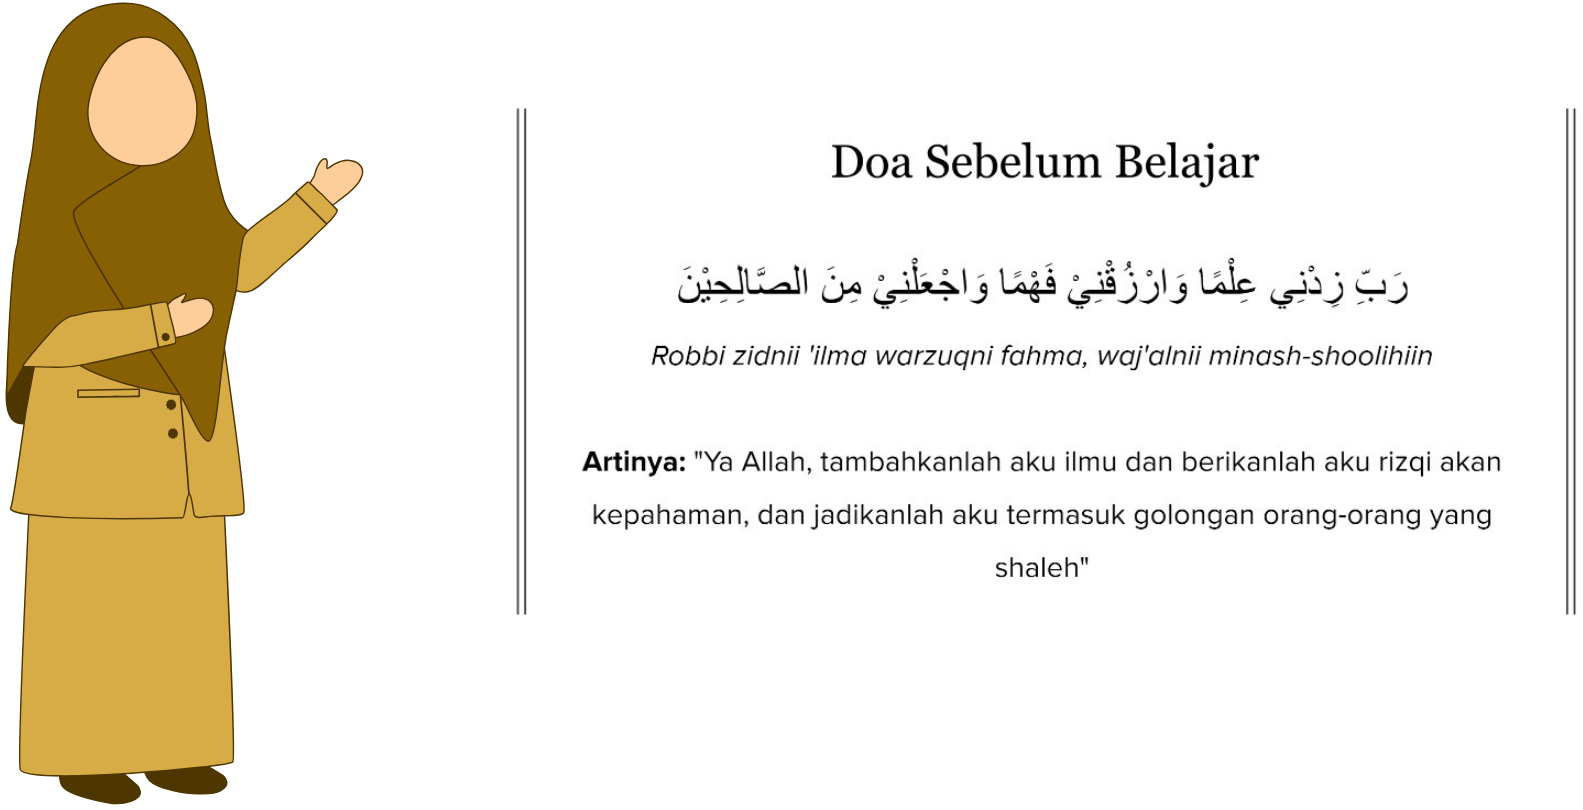 Doa Sebelum Belajar
رَبِّ زِدْنِي عِلْمًا وَارْزُقْنِيْ فَهْمًا وَاجْعَلْنِيْ مِنَ الصَّالِحِيْنَ
Robbi zidnii 'ilma warzuqni fahma, waj'alnii minash-shoolihiin
Artinya: "Ya Allah, tambahkanlah aku ilmu dan berikanlah aku rizqi akan
kepahaman, dan jadikanlah aku termasuk golongan orang-orang yang
shaleh"